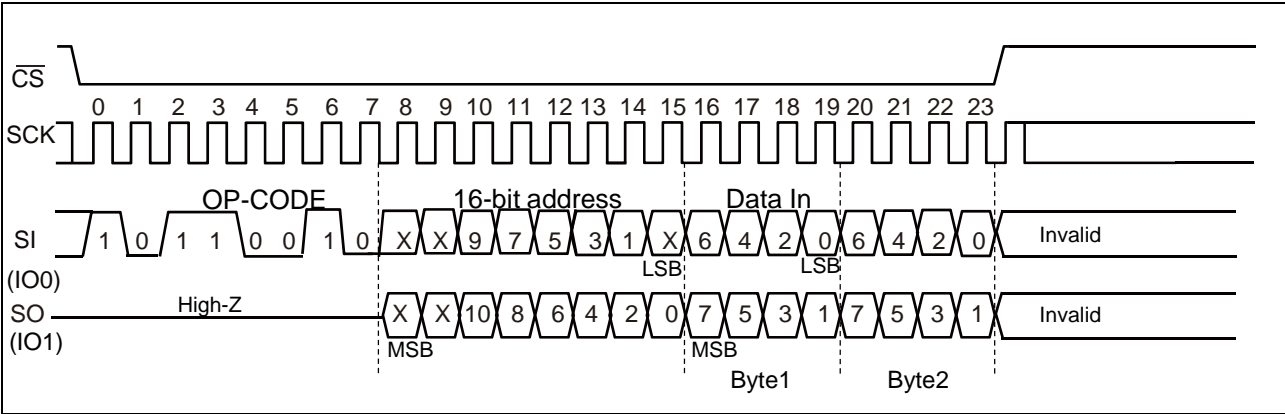 CS
0 1 2 3 4 5 6 7 8 9 10 11 12 13 14 15 16 17 18 19 20 21 22 23
SCK
OP-CODE 16-bit address Data In
SI 1 0 1 1 0 0 1 0 X X 9 7 5 3 1 X 6 4 2 0 6 4 2 0 Invalid
(IO0) LSB LSB
SO High-Z X X 10 8 6 4 2 0 7 5 3 1 7 5 3 1 Invalid
(IO1) MSB MSB
Byte1 Byte2